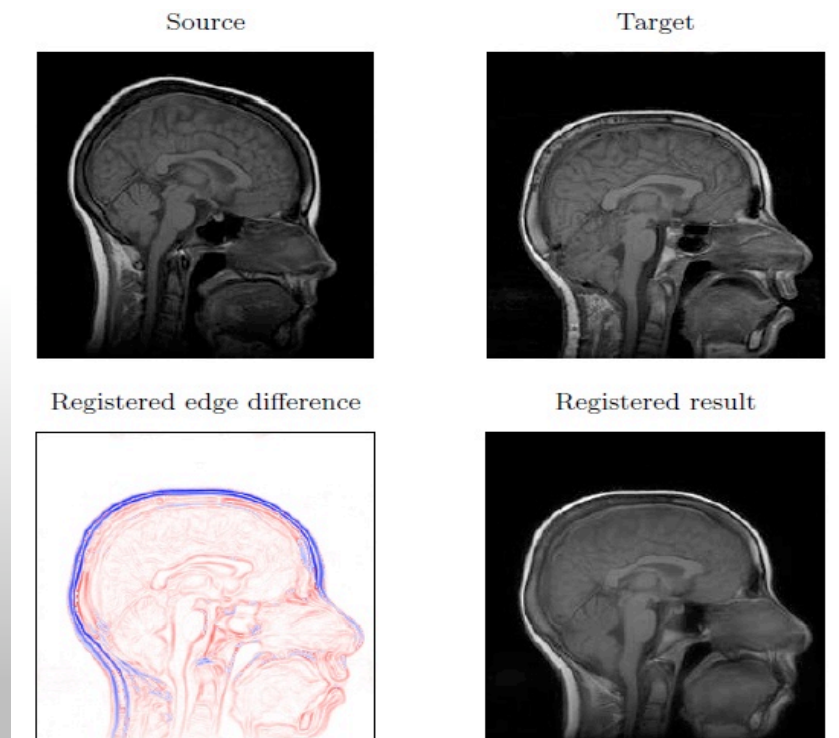 Source
Target
Registered edge difference
Registered result